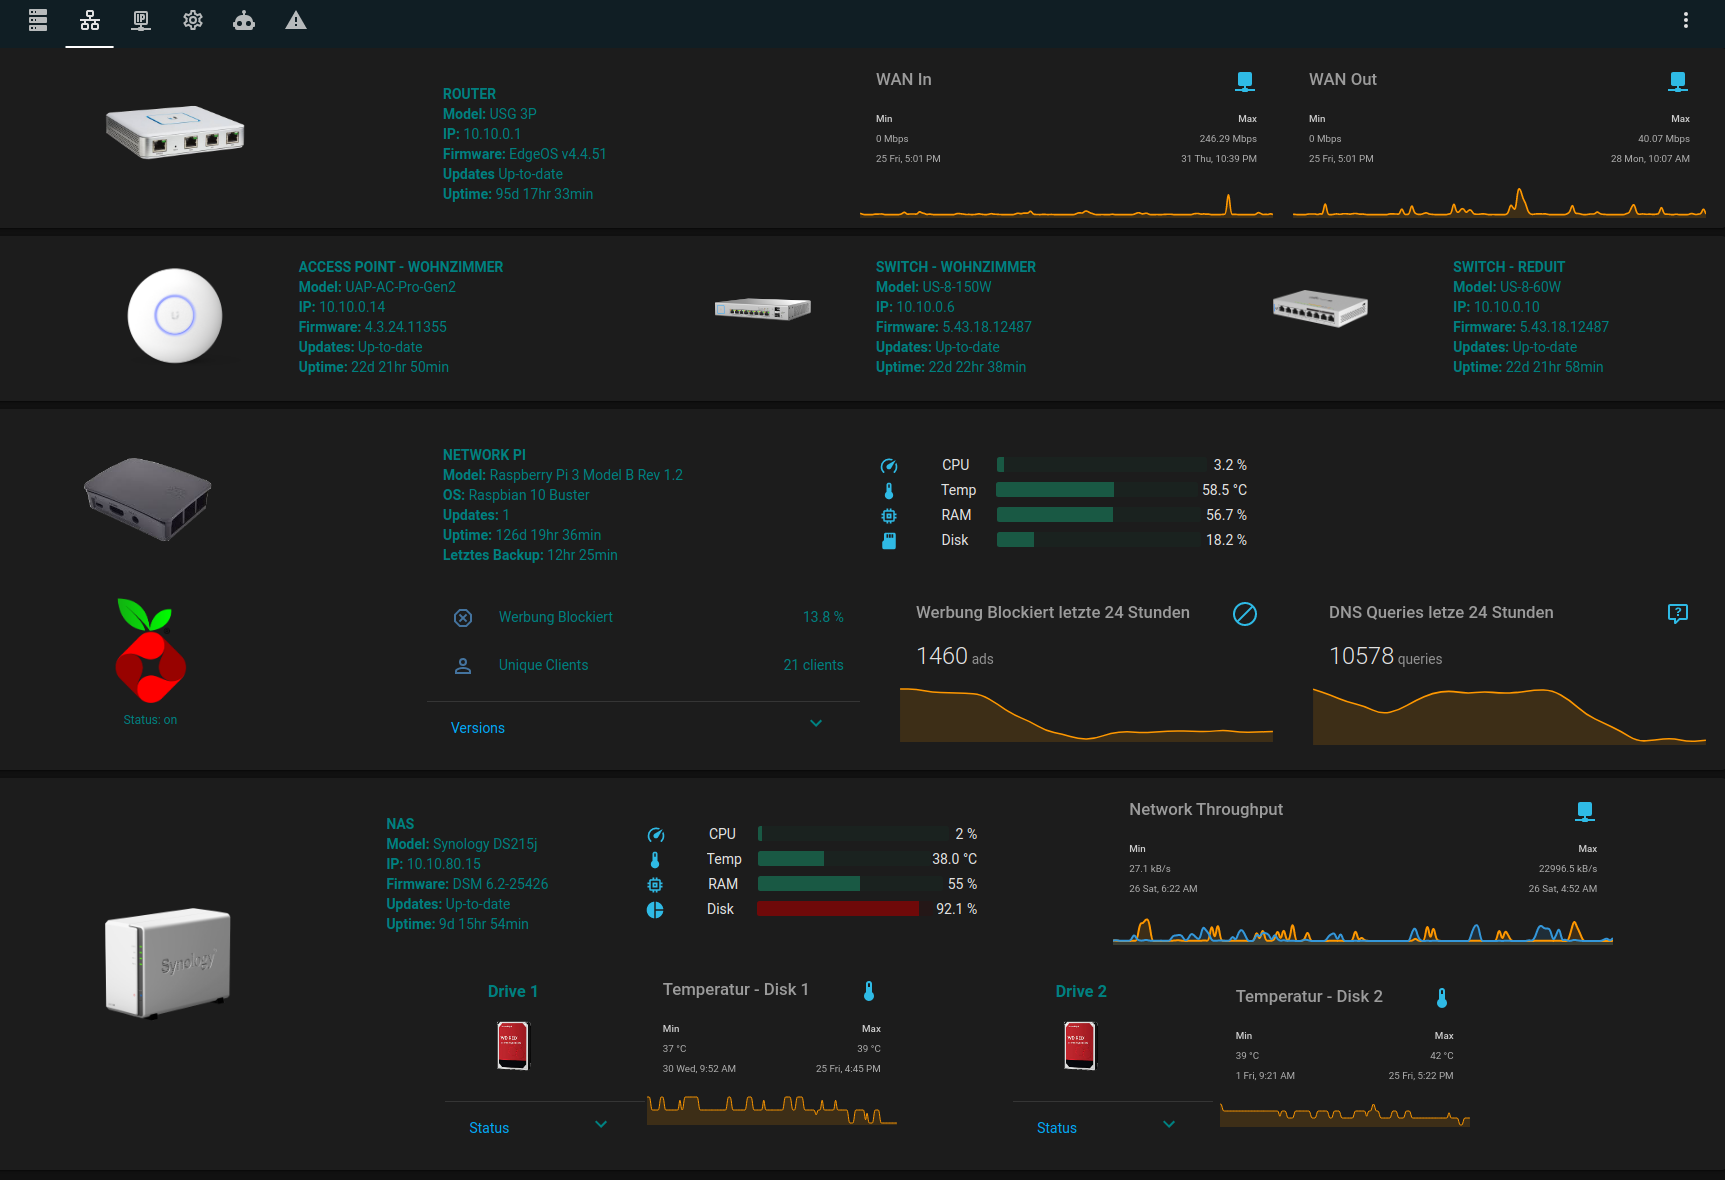 ROUTER
Model: USG 3P
IP: 10.10.0.1
Firmware: EdgeOS v4.4.51
Updates Up-to-date
Uptime: 95d 17hr 33min
WAN In
Min Max
0 Mbps 246.29 Mbps
25 Fri, 5:01 PM 31 Thu, 10:39 PM
WAN Out
Min Max
0 Mbps 40.07 Mbps
25 Fri, 5:01 PM 28 Mon, 10:07 AM
ACCESS POINT - WOHNZIMMER
Model: UAP-AC-Pro-Gen2
IP: 10.10.0.14
Firmware: 4.3.24.11355
Updates: Up-to-date
Uptime: 22d 21hr 50min
SWITCH - WOHNZIMMER
Model: US-8-150W
IP: 10.10.0.6
Firmware: 5.43.18.12487
Updates: Up-to-date
Uptime: 22d 22hr 38min
SWITCH - REDUIT
Model: US-8-60W
IP: 10.10.0.10
Firmware: 5.43.18.12487
Updates: Up-to-date
Uptime: 22d 21hr 58min
NETWORK PI
Model: Raspberry Pi 3 Model B Rev 1.2
OS: Raspbian 10 Buster
Updates: 1
Uptime: 126d 19hr 36min
Letztes Backup: 12hr 25min
CPU 3.2 %
Temp 58.5 °C
RAM 56.7 %
Disk 18.2 %
Status: on
Werbung Blockiert 13.8 %
Unique Clients 21 clients
Versions
Werbung Blockiert letzte 24 Stunden
1460 ads
DNS Queries letze 24 Stunden
10578 queries
Synology
NAS
Model: Synology DS215j
IP: 10.10.80.15
Firmware: DSM 6.2-25426
Updates: Up-to-date
Uptime: 9d 15hr 54min
CPU 2 %
Temp 38.0 °C
RAM 55 %
Disk 92.1 %
Network Throughput
Min Max
27.1 kB/s 22996.5 kB/s
26 Sat, 6:22 AM 26 Sat, 4:52 AM
Drive 1
Status
Temperatur - Disk 1
Min Max
37 °C 39 °C
30 Wed, 9:52 AM 25 Fri, 4:45 PM
Drive 2
Status
Temperatur - Disk 2
Min Max
39 °C 42 °C
1 Fri, 9:21 AM 25 Fri, 5:22 PM